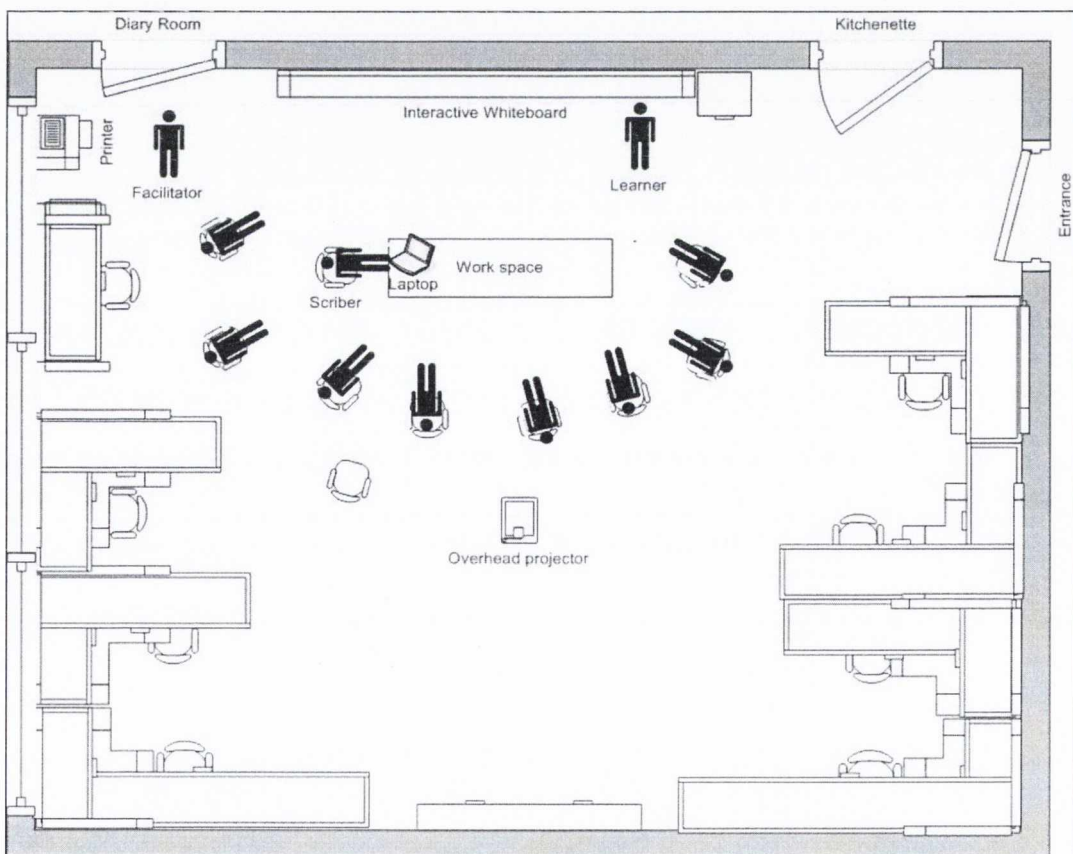 Diary Room
Kitchenette
Interactive Whiteboard
Printer
Facilitator
Learner
Entrance
Work space
Laptop
Scriber
Overhead projector